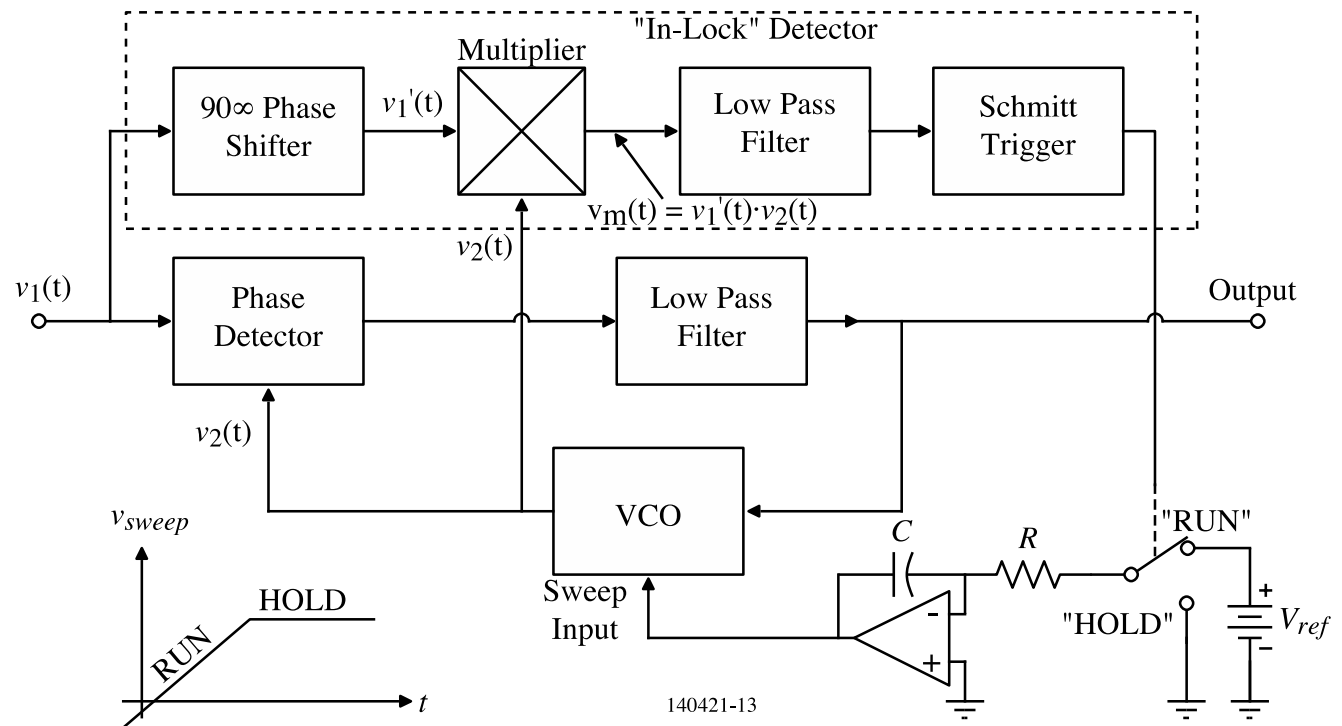 "In-Lock" Detector
Multiplier
90∞ Phase
Shifter
v1'(t)
Low Pass
Filter
Schmitt
Trigger
vm(t) = v1'(t)·v2(t)
v2(t)
v1(t)
Phase
Detector
Low Pass
Filter
Output
v2(t)
VCO
Sweep
Input
C
R
"RUN"
"HOLD"
+
-
Vref
-
+
vsweep
RUN
HOLD
t
140421-13